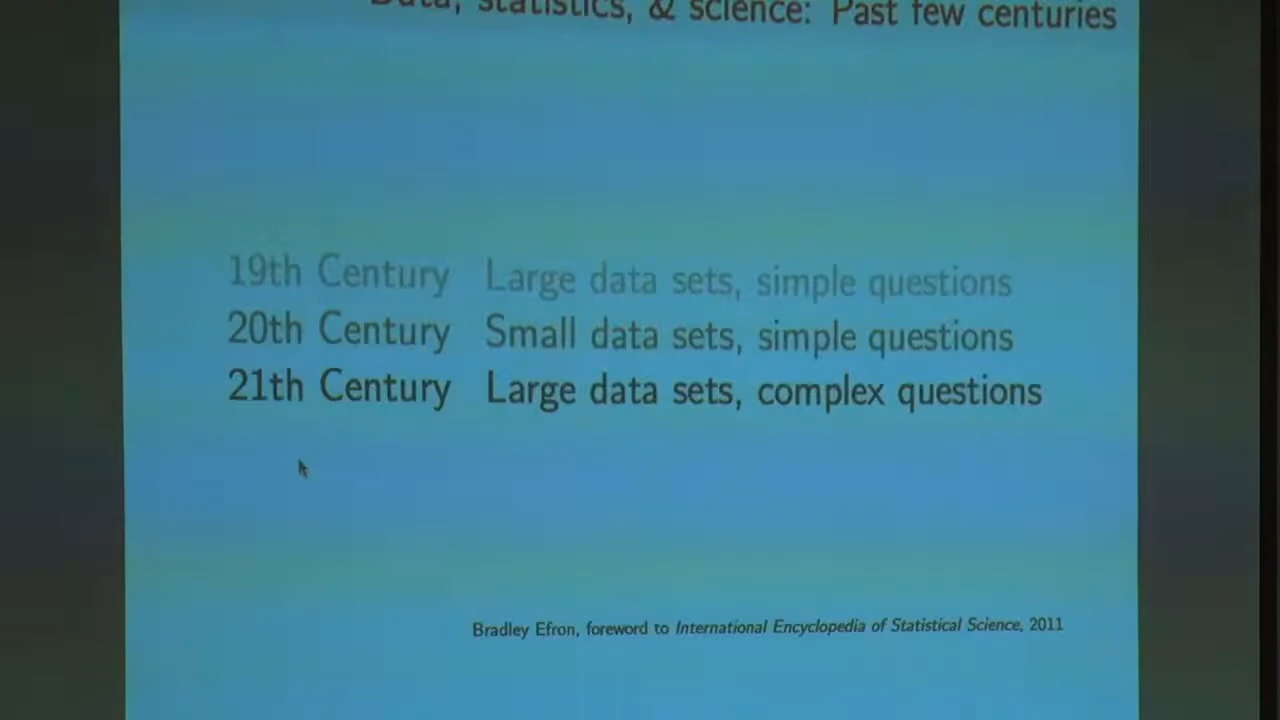 Data, statistics, & science: Past few centuries
19th Century Large data sets, simple questions
20th Century Small data sets, simple questions
21th Century Large data sets, complex questions
Bradley Efron, foreword to International Encyclopedia of Statistical Science, 2011